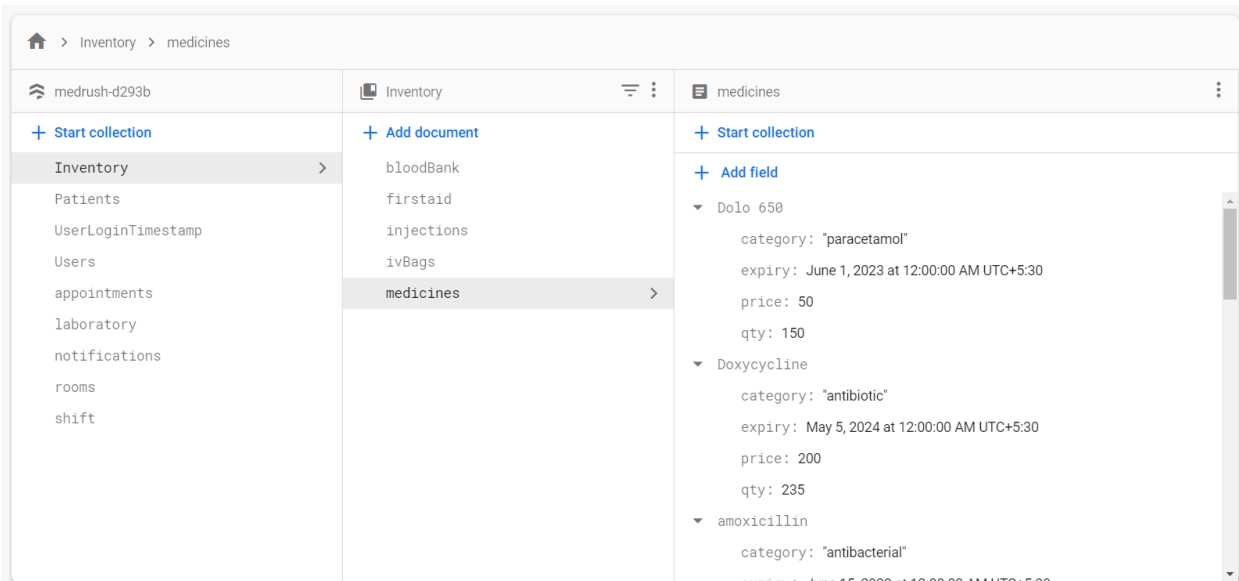 Inventory > medicines
medrush-d293b
Start collection
Inventory
Patients
UserLoginTimestamp
Users
appointments
laboratory
notifications
rooms
shift
Inventory
Add document
bloodBank
firstaid
injections
ivBags
medicines
medicines
Start collection
Add field
Dolo 650
category: "paracetamol"
expiry: June 1, 2023 at 12:00:00 AM UTC+5:30
price: 50
qty: 150
Doxycycline
category: "antibiotic"
expiry: May 5, 2024 at 12:00:00 AM UTC+5:30
price: 200
qty: 235
amoxicillin
category: "antibacterial"